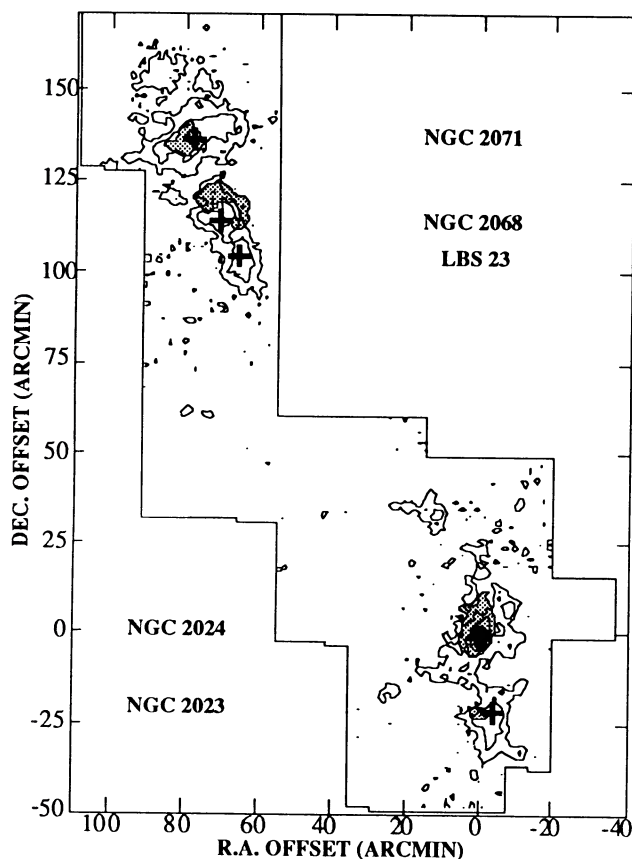 150
NGC 2071
125
NGC 2068
100
LBS 23
75
50
25
0
NGC 2024
-25
NGC 2023
-50
DEC. OFFSET (ARCMIN)
100 80 60 40 20 0 -20 -40
R.A. OFFSET (ARCMIN)